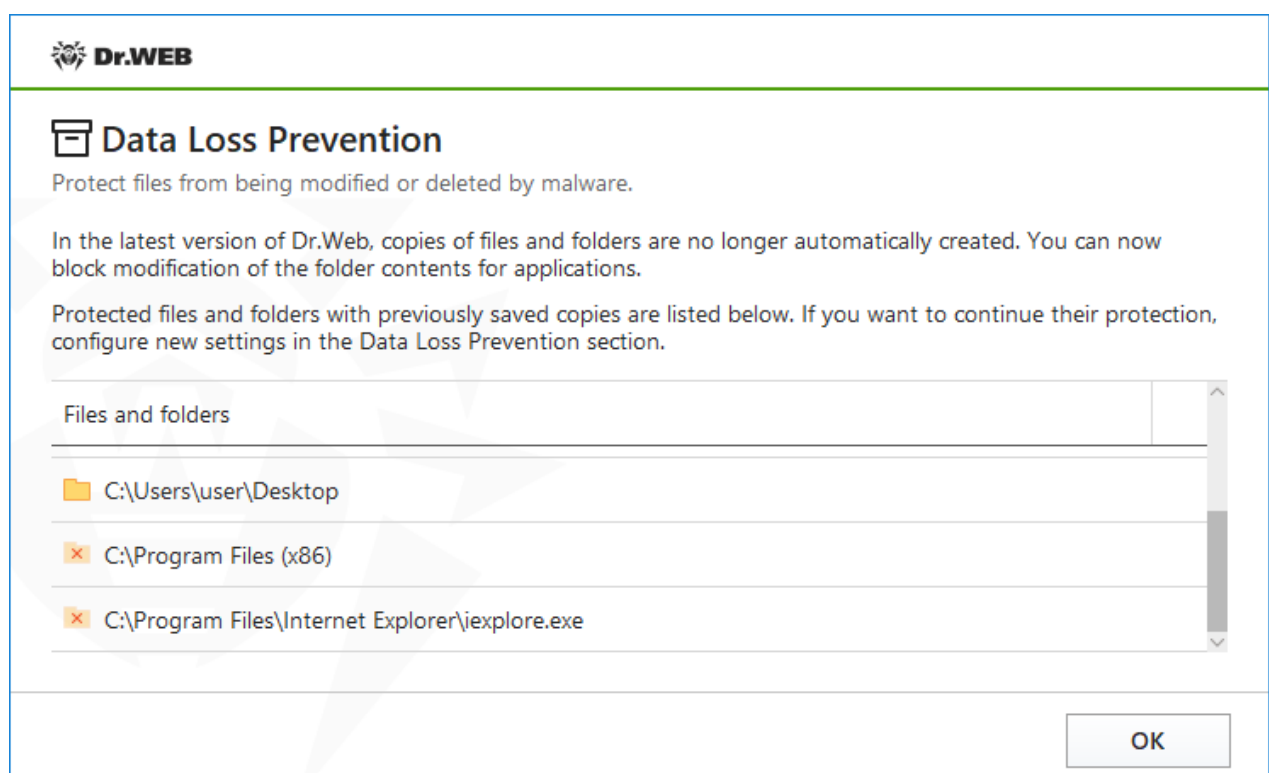 Dr.WEB
Data Loss Prevention
Protect files from being modified or deleted by malware.
In the latest version of Dr.Web, copies of files and folders are no longer automatically created. You can now
block modification of the folder contents for applications.
Protected files and folders with previously saved copies are listed below. If you want to continue their protection,
configure new settings in the Data Loss Prevention section.
Files and folders
C:\Users\user\Desktop
C:\Program Files (x86)
C:\Program Files\Internet Explorer\iexplore.exe
OK